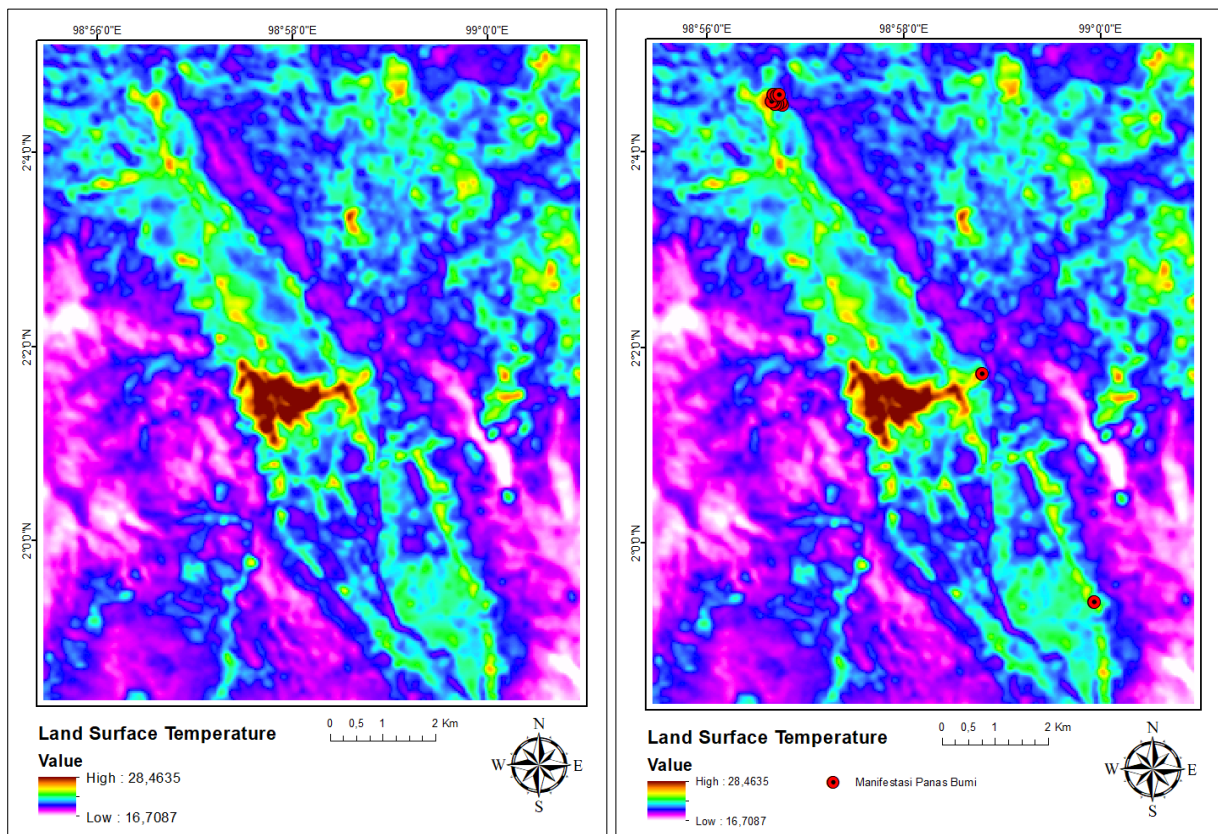 98°56'0"E 98°58'0"E 99°0'0"E
2°4'0"N
2°2'0"N
2°0'0"N
Land Surface Temperature
Value
High : 28,4635
Low : 16,7087
0 0,5 1 2 Km
N
W E
S
98°56'0"E 98°58'0"E 99°0'0"E
2°4'0"N
2°2'0"N
2°0'0"N
Land Surface Temperature
Value
High : 28,4635
Low : 16,7087
Manifestasi Panas Bumi
0 0,5 1 2 Km
N
W E
S